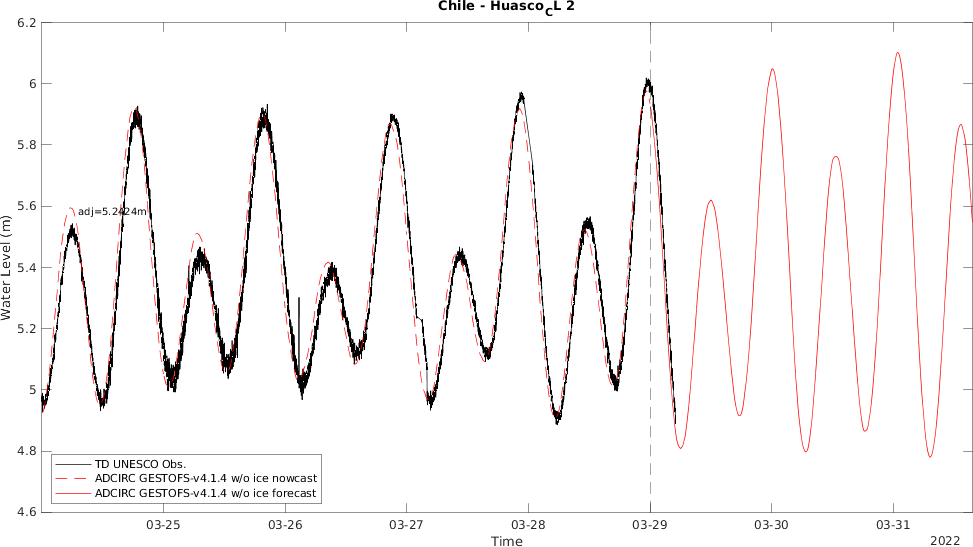 Chile - HuascoCL 2
6.2
6
5.8
5.6
5.4
5.2
5
4.8
4.6
Water Level (m)
adj=5.2424m
TD UNESCO Obs.
ADCIRC GESTOFS-v4.1.4 w/o ice nowcast
ADCIRC GESTOFS-v4.1.4 w/o ice forecast
03-25 03-26 03-27 03-28 03-29 03-30 03-31
Time
2022